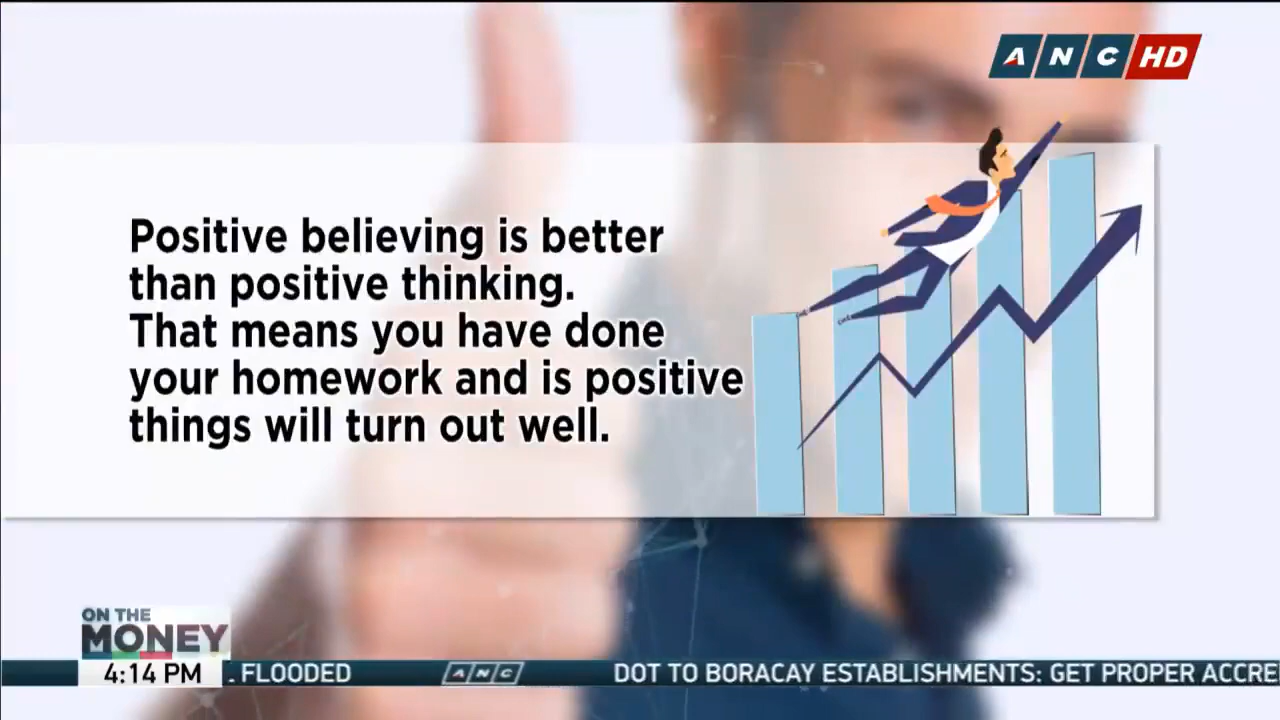 ANC HD
Positive believing is better
than positive thinking.
That means you have done
your homework and is positive
things will turn out well.
ON THE
MONEY
4:14 PM
. FLOODED
ANC
DOT TO BORACAY ESTABLISHMENTS: GET PROPER ACCRE